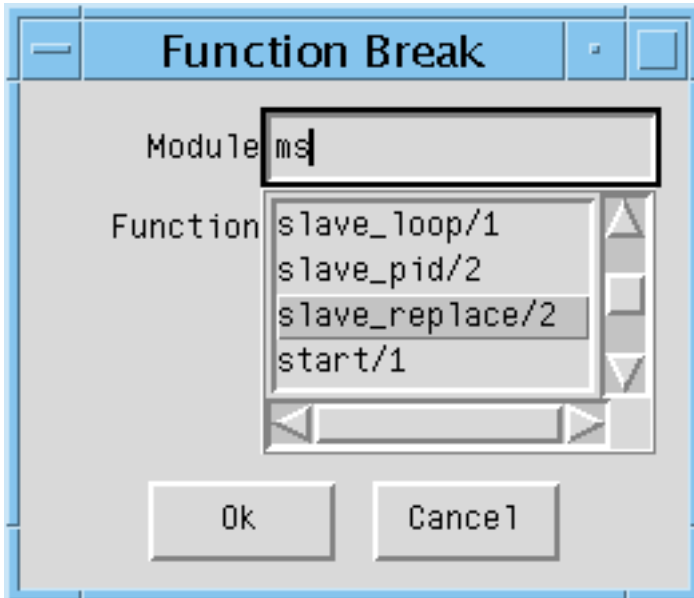 Function Break
Module ms
Function slave_loop/1
slave_pid/2
slave_replace/2
start/1
Ok Cancel